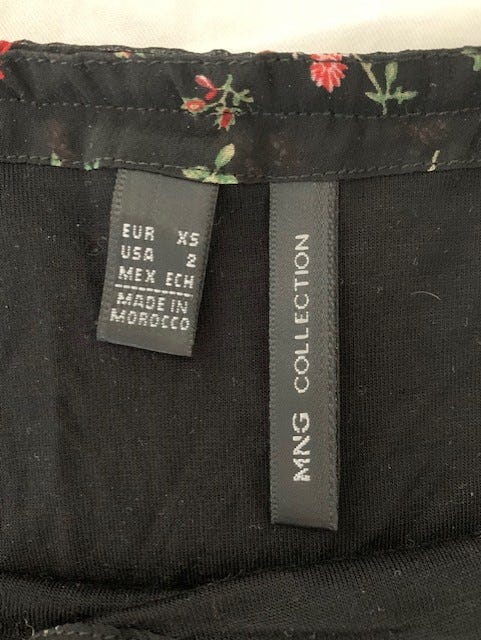 EUR XS
USA 2
MEX ECH
MADE IN
MOROCCO
MNG COLLECTION